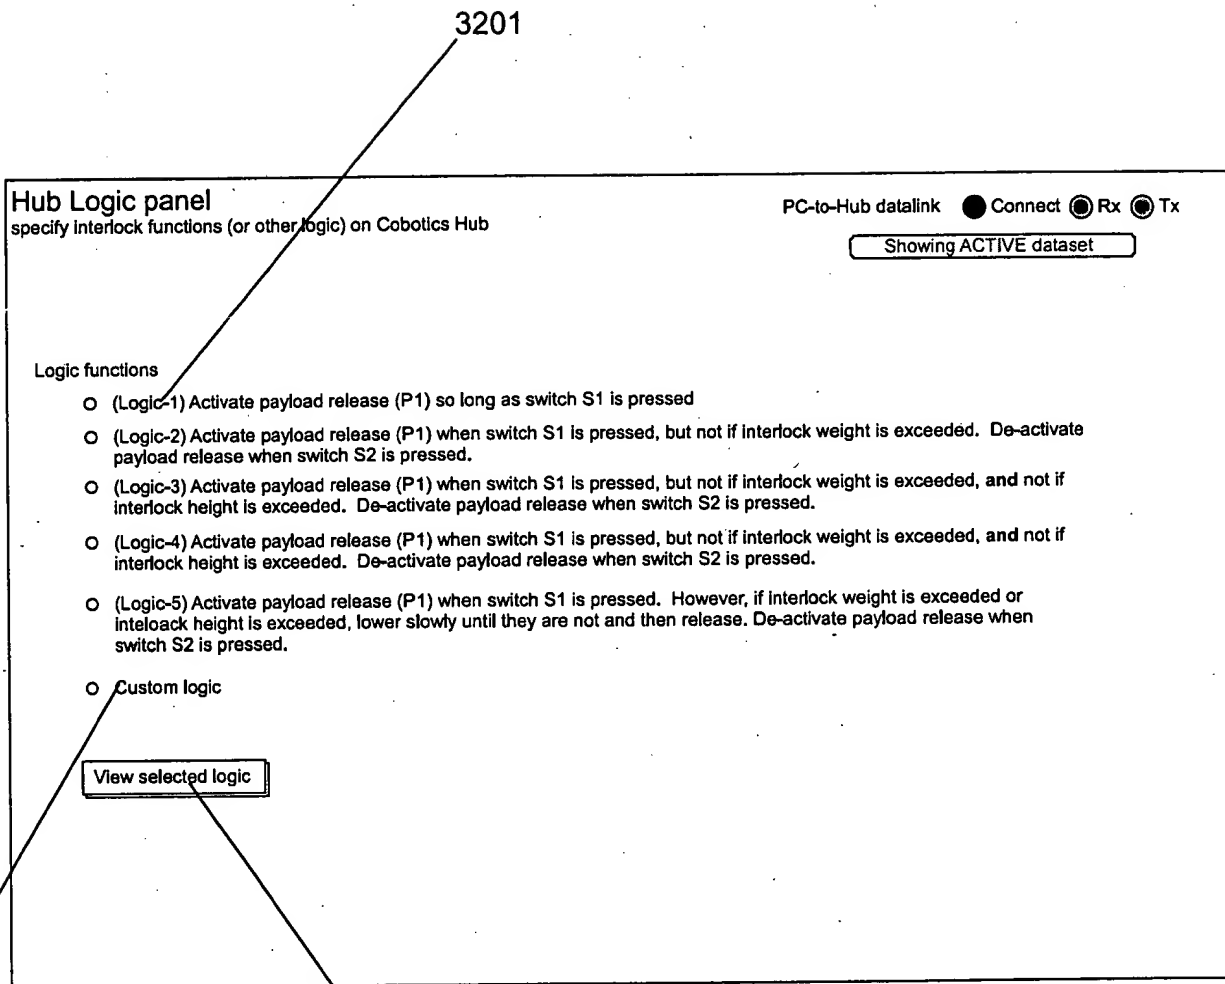 3201
Hub Logic panel
specify Interlock functions (or other logic) on Cobotics Hub
PC-to-Hub datalink Connect Rx Tx
Showing ACTIVE dataset
Logic functions
(Logic-1) Activate payload release (P1) so long as switch S1 is pressed
(Logic-2) Activate payload release (P1) when switch S1 is pressed, but not if interlock weight is exceeded. De-activate
payload release when switch S2 is pressed.
(Logic-3) Activate payload release (P1) when switch S1 is pressed, but not if interlock weight is exceeded, and not if
interlock height is exceeded. De-activate payload release when switch S2 is pressed.
(Logic-4) Activate payload release (P1) when switch S1 is pressed, but not if interlock weight is exceeded, and not if
interlock height is exceeded. De-activate payload release when switch S2 is pressed.
(Logic-5) Activate payload release (P1) when switch S1 is pressed. However, if interlock weight is exceeded or
inteloack height is exceeded, lower slowly until they are not and then release. De-activate payload release when
switch S2 is pressed.
Custom logic
View selected logic